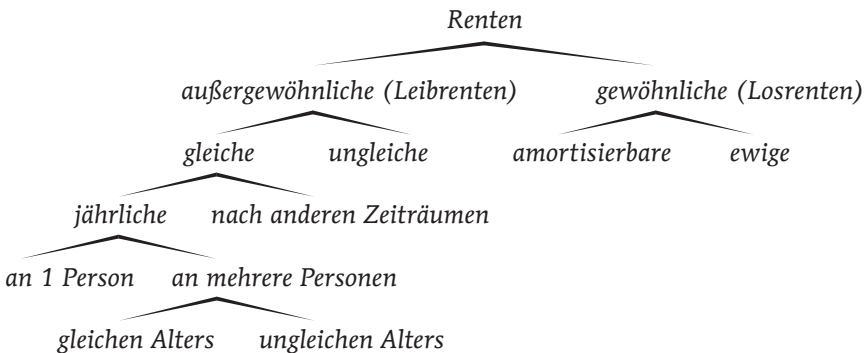 Renten
außergewöhnliche (Leibrenten) gewöhnliche (Losrenten)
gleiche ungleiche amortisierbare ewige
jährliche nach anderen Zeiträumen
an 1 Person an mehrere Personen
gleichen Alters ungleichen Alters